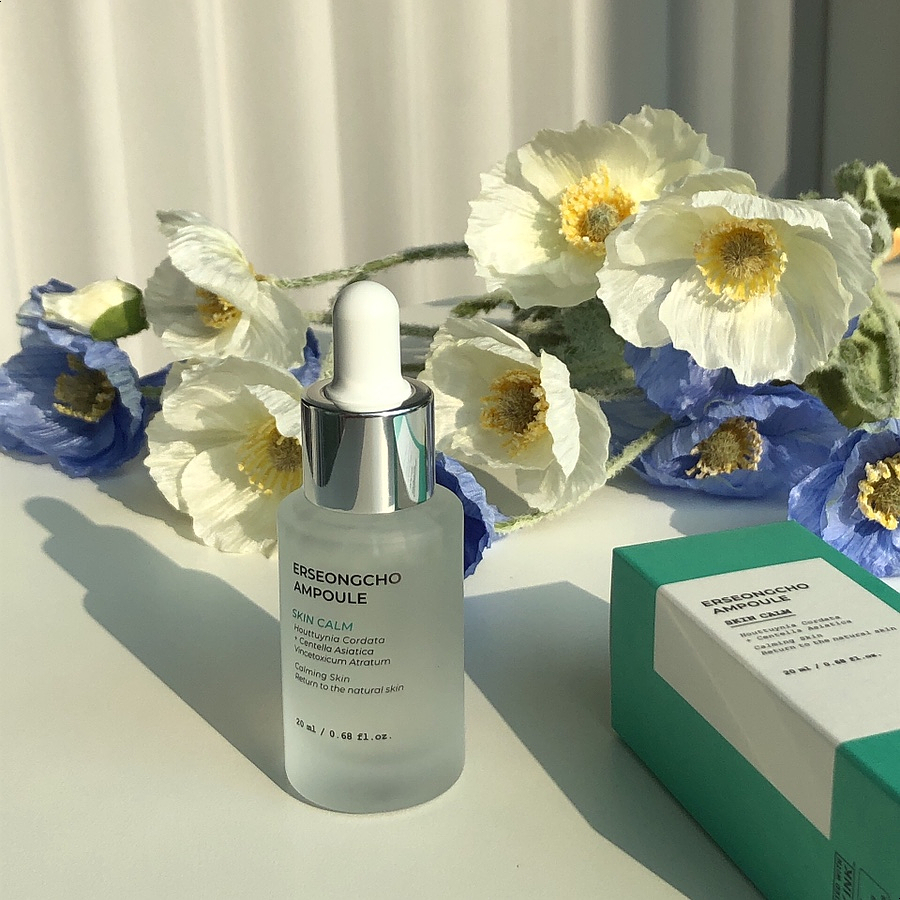 ERSEONGCHO
AMPOULE
SKIN CALM
Houttuynia Cordata
+ Centella Asiatica
Vincetoxicum Atratum
Calming Skin
Return to the natural skin
20 ml / 0.68 fl.oz.
ERSEONGCHO
AMPOULE
SKIN CALM
Houttuynia Cordata
+ Centella Asiatica
Calming Skin
Return to the natural skin
20 ml / 0.68 fl.oz.
WITH
INK